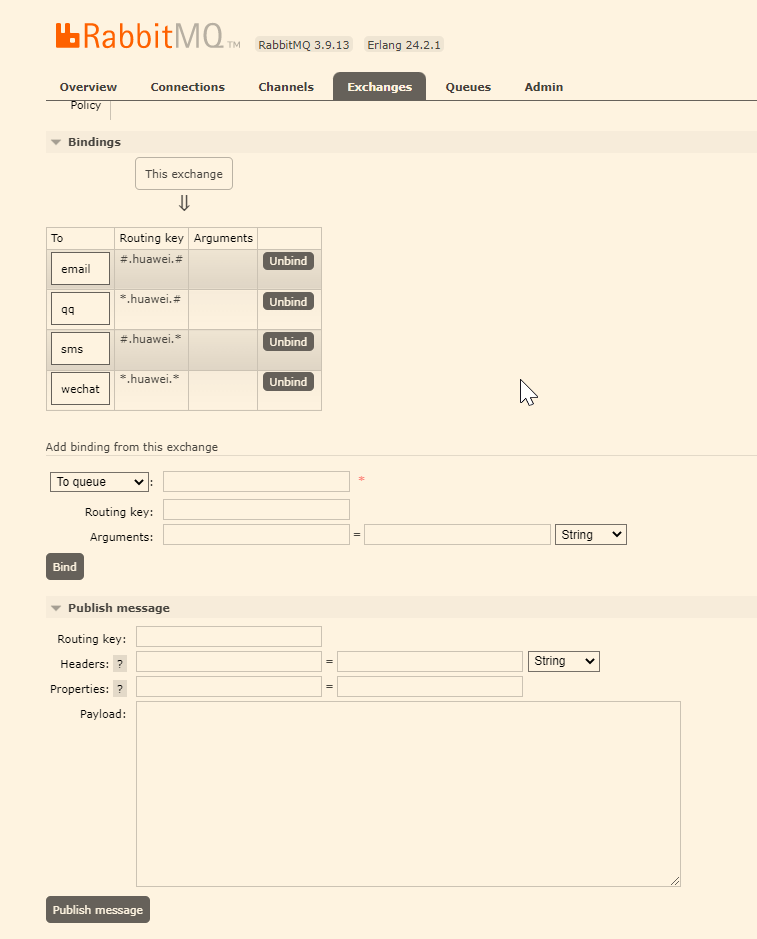 RabbitMQ TM RabbitMQ 3.9.13 Erlang 24.2.1
Overview Connections Channels Exchanges Queues Admin
Policy
Bindings
This exchange
⇓
To Routing key Arguments
email #.huawei.# Unbind
qq *.huawei.# Unbind
sms #.huawei.* Unbind
wechat *.huawei.* Unbind
Add binding from this exchange
To queue : *
Routing key:
Arguments: = String
Bind
Publish message
Routing key:
Headers: ? = String
Properties: ? =
Payload:
Publish message